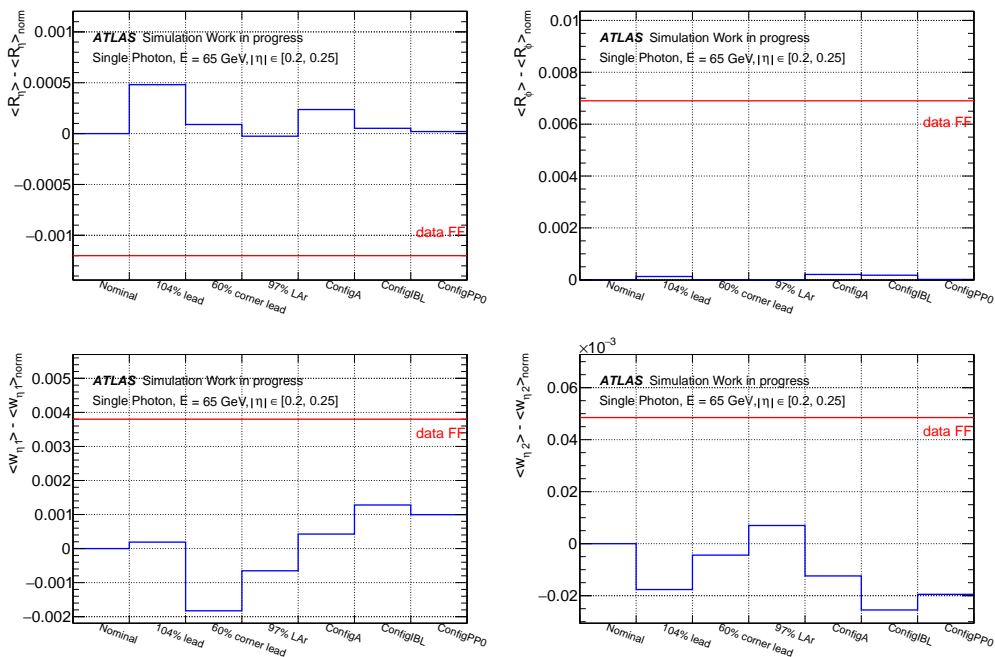 <R_η> - <R_η>_norm
0.001
0.0005
0
−0.0005
−0.001
ATLAS Simulation Work in progress
Single Photon, E = 65 GeV,|η| ∈ [0.2, 0.25]
data FF
Nominal
104% lead
60% corner lead
97% LAr
ConfigA
ConfigIBL
ConfigPP0
<R_ϕ> - <R_ϕ>_norm
0.01
0.008
0.006
0.004
0.002
0
ATLAS Simulation Work in progress
Single Photon, E = 65 GeV,|η| ∈ [0.2, 0.25]
data FF
Nominal
104% lead
60% corner lead
97% LAr
ConfigA
ConfigIBL
ConfigPP0
<w_η 1> - <w_η 1>_norm
0.005
0.004
0.003
0.002
0.001
0
−0.001
−0.002
ATLAS Simulation Work in progress
Single Photon, E = 65 GeV,|η| ∈ [0.2, 0.25]
data FF
Nominal
104% lead
60% corner lead
97% LAr
ConfigA
ConfigIBL
ConfigPP0
×10⁻³
<w_η 2> - <w_η 2>_norm
0.06
0.04
0.02
0
−0.02
ATLAS Simulation Work in progress
Single Photon, E = 65 GeV,|η| ∈ [0.2, 0.25]
data FF
Nominal
104% lead
60% corner lead
97% LAr
ConfigA
ConfigIBL
ConfigPP0